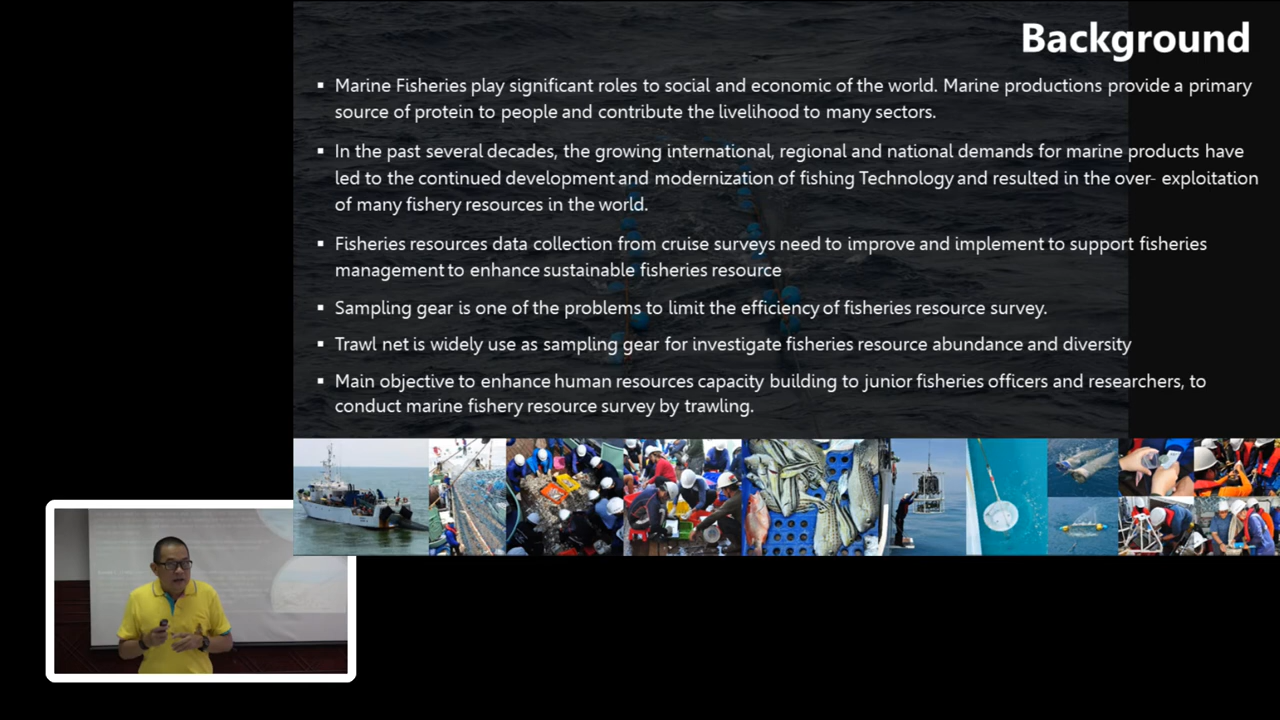 Background
▪ Marine Fisheries play significant roles to social and economic of the world. Marine productions provide a primary
source of protein to people and contribute the livelihood to many sectors.
▪ In the past several decades, the growing international, regional and national demands for marine products have
led to the continued development and modernization of fishing Technology and resulted in the over- exploitation
of many fishery resources in the world.
▪ Fisheries resources data collection from cruise surveys need to improve and implement to support fisheries
management to enhance sustainable fisheries resource
▪ Sampling gear is one of the problems to limit the efficiency of fisheries resource survey.
▪ Trawl net is widely use as sampling gear for investigate fisheries resource abundance and diversity
▪ Main objective to enhance human resources capacity building to junior fisheries officers and researchers, to
conduct marine fishery resource survey by trawling.